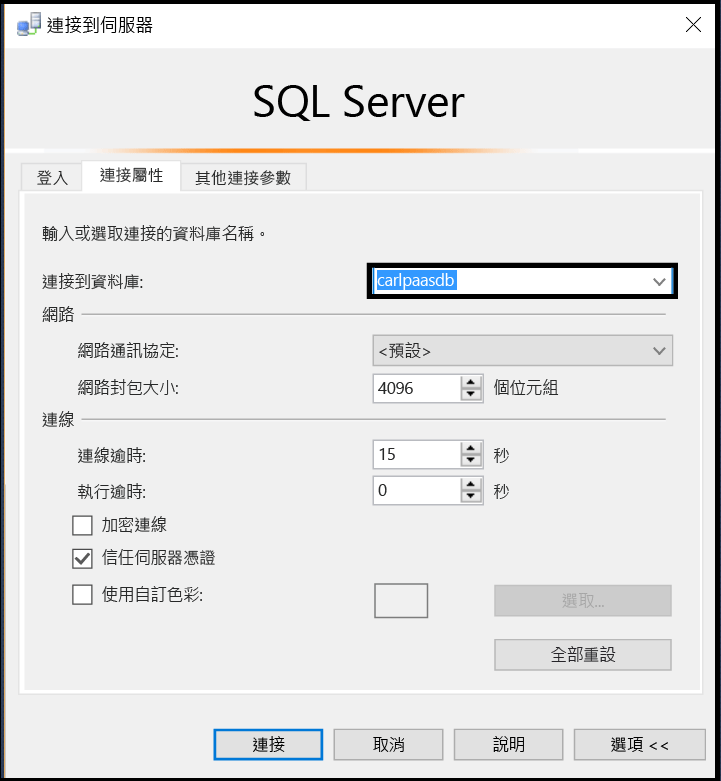 連接到伺服器
SQL Server
登入 連接屬性 其他連接參數
輸入或選取連接的資料庫名稱。
連接到資料庫: carlpaasdb
網路
網路通訊協定: <預設>
網路封包大小: 4096 個位元組
連線
連線逾時: 15 秒
執行逾時: 0 秒
加密連線
信任伺服器憑證
使用自訂色彩: 選取...
全部重設
連接 取消 說明 選項 <<